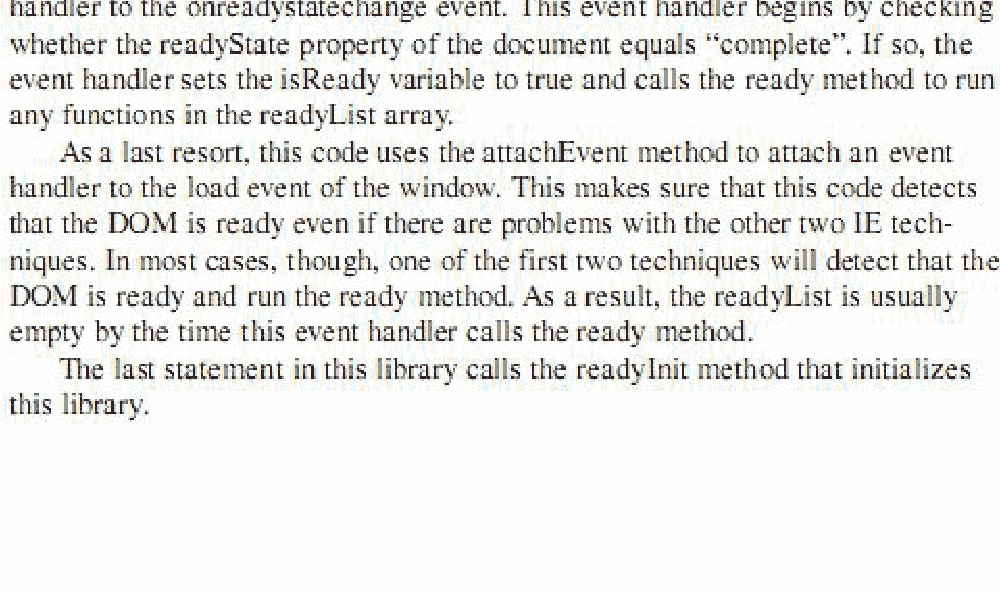 handler to the onreadystatechange event. This event handler begins by checking
whether the readyState property of the document equals “complete”. If so, the
event handler sets the isReady variable to true and calls the ready method to run
any functions in the readyList array.
As a last resort, this code uses the attachEvent method to attach an event
handler to the load event of the window. This makes sure that this code detects
that the DOM is ready even if there are problems with the other two IE tech-
niques. In most cases, though, one of the first two techniques will detect that the
DOM is ready and run the ready method. As a result, the readyList is usually
empty by the time this event handler calls the ready method.
The last statement in this library calls the readyInit method that initializes
this library.